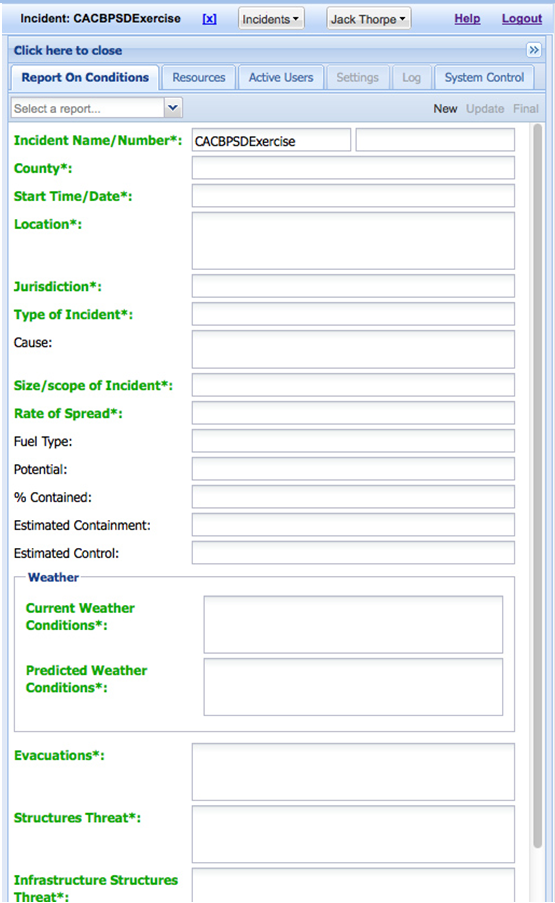 Incident: CACBPSDExercise [x] Incidents Jack Thorpe Help Logout
Click here to close »
Report On Conditions Resources Active Users Settings Log System Control
Select a report... New Update Final
Incident Name/Number*: CACBPSDExercise
County*:
Start Time/Date*:
Location*:
Jurisdiction*:
Type of Incident*:
Cause:
Size/scope of Incident*:
Rate of Spread*:
Fuel Type:
Potential:
% Contained:
Estimated Containment:
Estimated Control:
Weather
Current Weather
Conditions*:
Predicted Weather
Conditions*:
Evacuations*:
Structures Threat*:
Infrastructure Structures
Threat*: